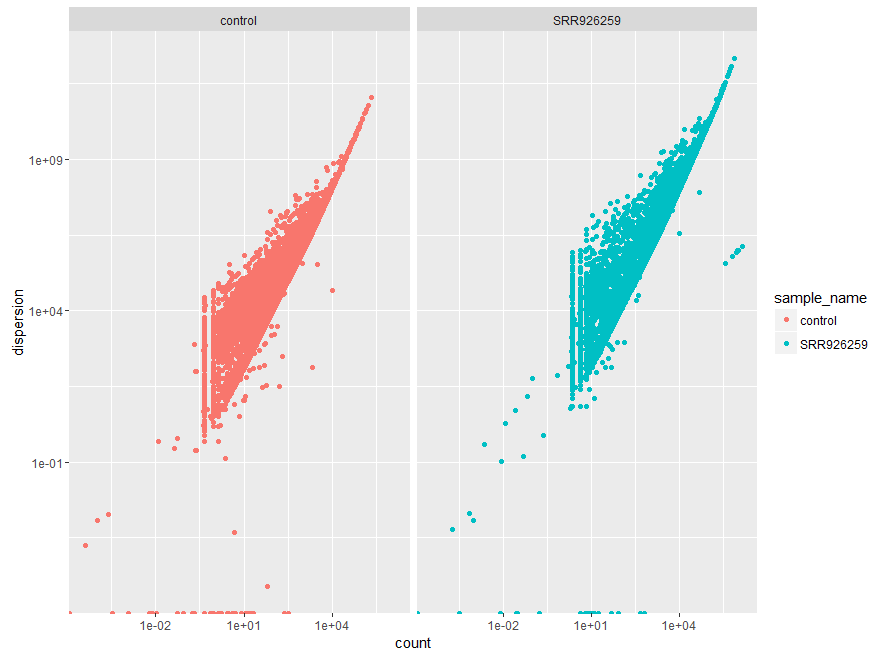 control
SRR926259
1e+09
1e+04
1e-01
dispersion
1e-02
1e+01
1e+04
1e-02
1e+01
1e+04
count
sample_name
control
SRR926259